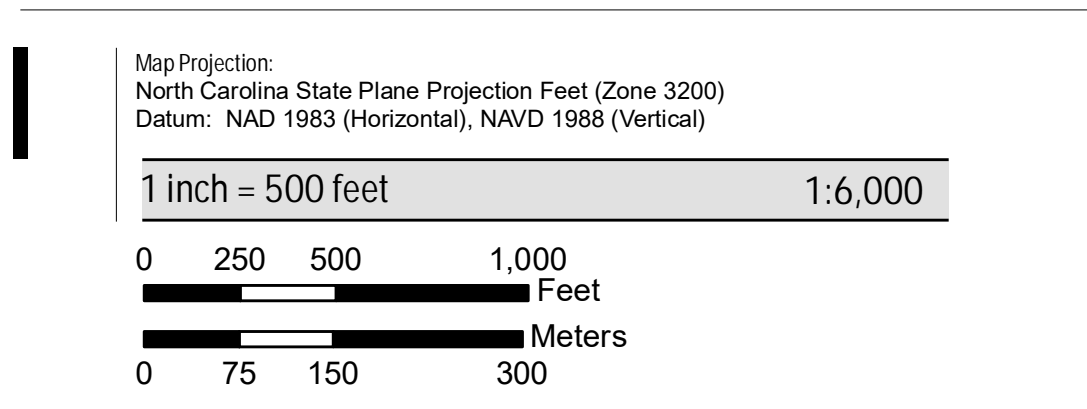 Map Projection:
North Carolina State Plane Projection Feet (Zone 3200)
Datum:  NAD 1983 (Horizontal), NAVD 1988 (Vertical)
1 inch = 500 feet 1:6,000
0 250 500 1,000
Feet
Meters
0 75 150 300